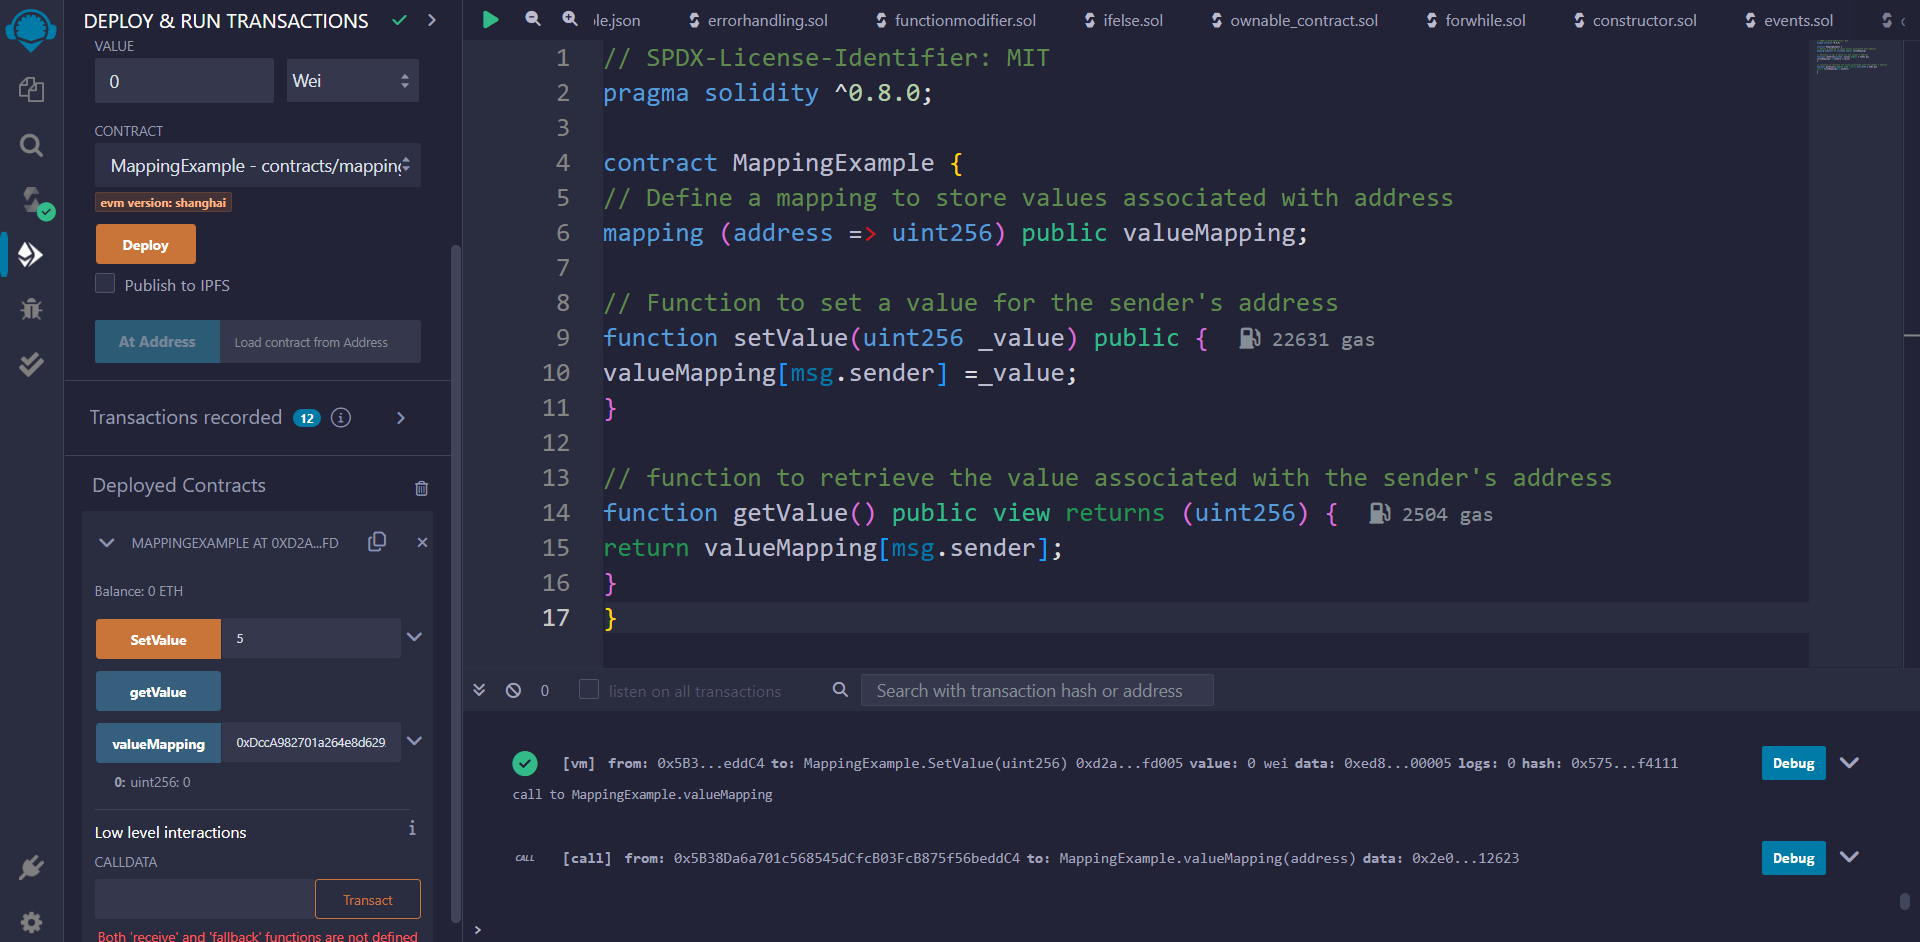 DEPLOY & RUN TRANSACTIONS
VALUE
0
Wei
CONTRACT
MappingExample - contracts/mapping
evm version: shanghai
Deploy
Publish to IPFS
At Address
Load contract from Address
Transactions recorded 12
Deployed Contracts
MAPPINGEXAMPLE AT 0XD2A...FD
Balance: 0 ETH
SetValue
5
getValue
valueMapping
0xDccA982701a264e8d629
0: uint256: 0
Low level interactions
CALLDATA
Transact
Both 'receive' and 'fallback' functions are not defined
errorhandling.sol
functionmodifier.sol
ifelse.sol
ownable_contract.sol
forwhile.sol
constructor.sol
events.sol
1 // SPDX-License-Identifier: MIT
2 pragma solidity ^0.8.0;
3
4 contract MappingExample {
5 // Define a mapping to store values associated with address
6 mapping (address => uint256) public valueMapping;
7
8 // Function to set a value for the sender's address
9 function setValue(uint256 _value) public { 22631 gas
10 valueMapping[msg.sender] =_value;
11 }
12
13 // function to retrieve the value associated with the sender's address
14 function getValue() public view returns (uint256) { 2504 gas
15 return valueMapping[msg.sender];
16 }
17 }
0
listen on all transactions
Search with transaction hash or address
[vm] from: 0x5B3...eddC4 to: MappingExample.SetValue(uint256) 0xd2a...fd005 value: 0 wei data: 0xed8...00005 logs: 0 hash: 0x575...f4111
Debug
call to MappingExample.valueMapping
CALL [call] from: 0x5B38Da6a701c568545dCfcB03FcB875f56beddC4 to: MappingExample.valueMapping(address) data: 0x2e0...12623
Debug
>